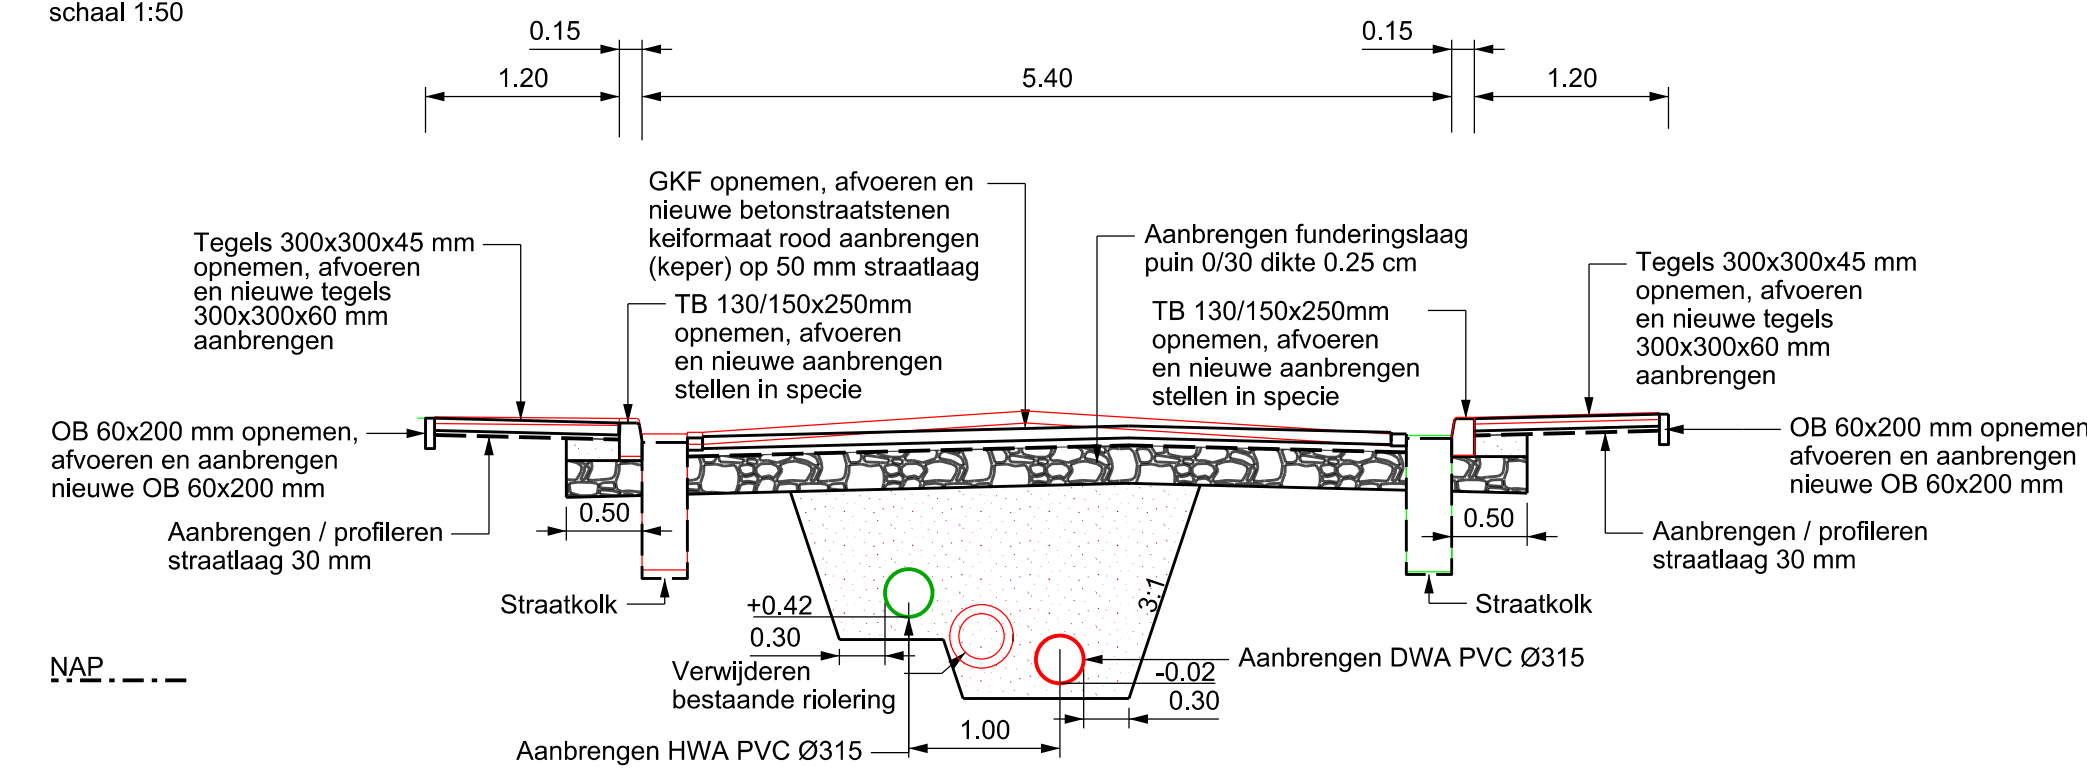 schaal 1:50
0.15
0.15
1.20
5.40
1.20
GKF opnemen, afvoeren en
nieuwe betonstraatstenen
keiformaat rood aanbrengen
(keper) op 50 mm straatlaag
Tegels 300x300x45 mm
opnemen, afvoeren
en nieuwe tegels
300x300x60 mm
aanbrengen
TB 130/150x250mm
opnemen, afvoeren
en nieuwe aanbrengen
stellen in specie
Aanbrengen funderingslaag
puin 0/30 dikte 0.25 cm
TB 130/150x250mm
opnemen, afvoeren
en nieuwe aanbrengen
stellen in specie
Tegels 300x300x45 mm
opnemen, afvoeren
en nieuwe tegels
300x300x60 mm
aanbrengen
OB 60x200 mm opnemen,
afvoeren en aanbrengen
nieuwe OB 60x200 mm
OB 60x200 mm opnemen
afvoeren en aanbrengen
nieuwe OB 60x200 mm
Aanbrengen / profileren
straatlaag 30 mm
0.50
0.50
Aanbrengen / profileren
straatlaag 30 mm
Straatkolk
+0.42
0.30
3:1
Straatkolk
NAP
Verwijderen
bestaande riolering
Aanbrengen DWA PVC Ø315
-0.02
0.30
1.00
Aanbrengen HWA PVC Ø315